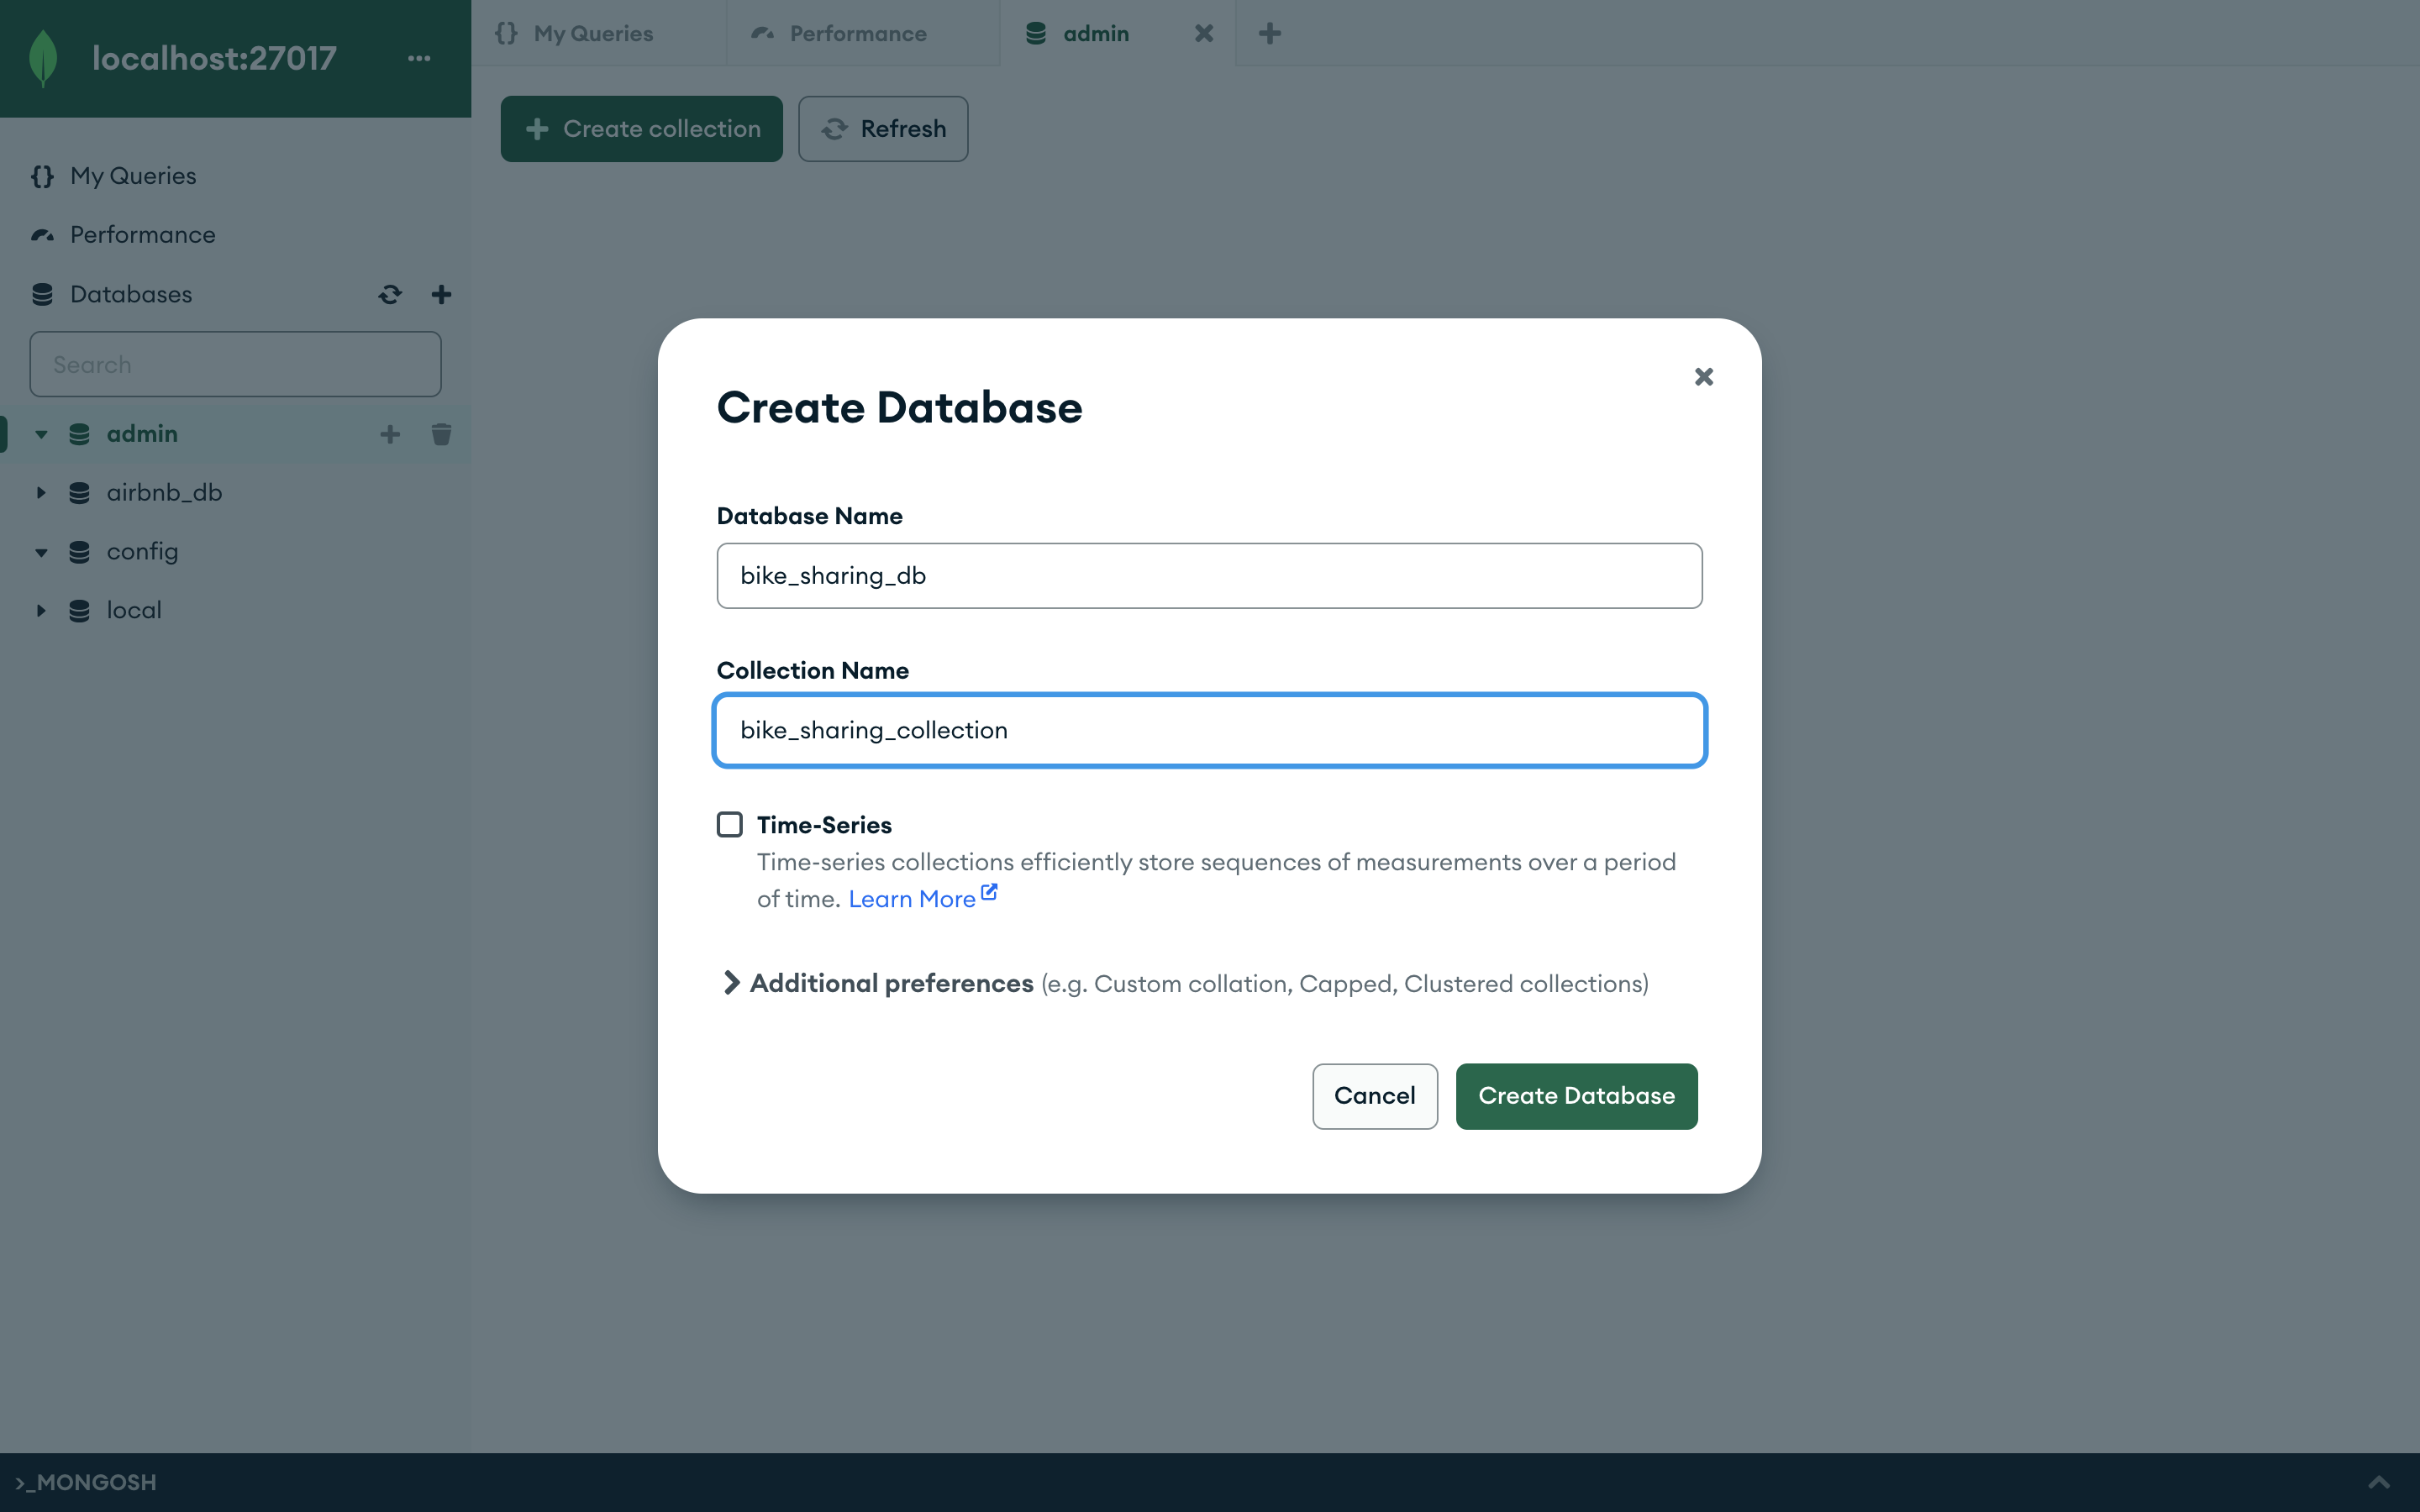 localhost:27017
My Queries
Performance
Databases
Search
admin
airbnb_db
config
local
My Queries
Performance
admin
Create collection
Refresh
Create Database
Database Name
bike_sharing_db
Collection Name
bike_sharing_collection
Time-Series
Time-series collections efficiently store sequences of measurements over a period
of time. Learn More
Additional preferences (e.g. Custom collation, Capped, Clustered collections)
Cancel
Create Database
>_MONGOSH